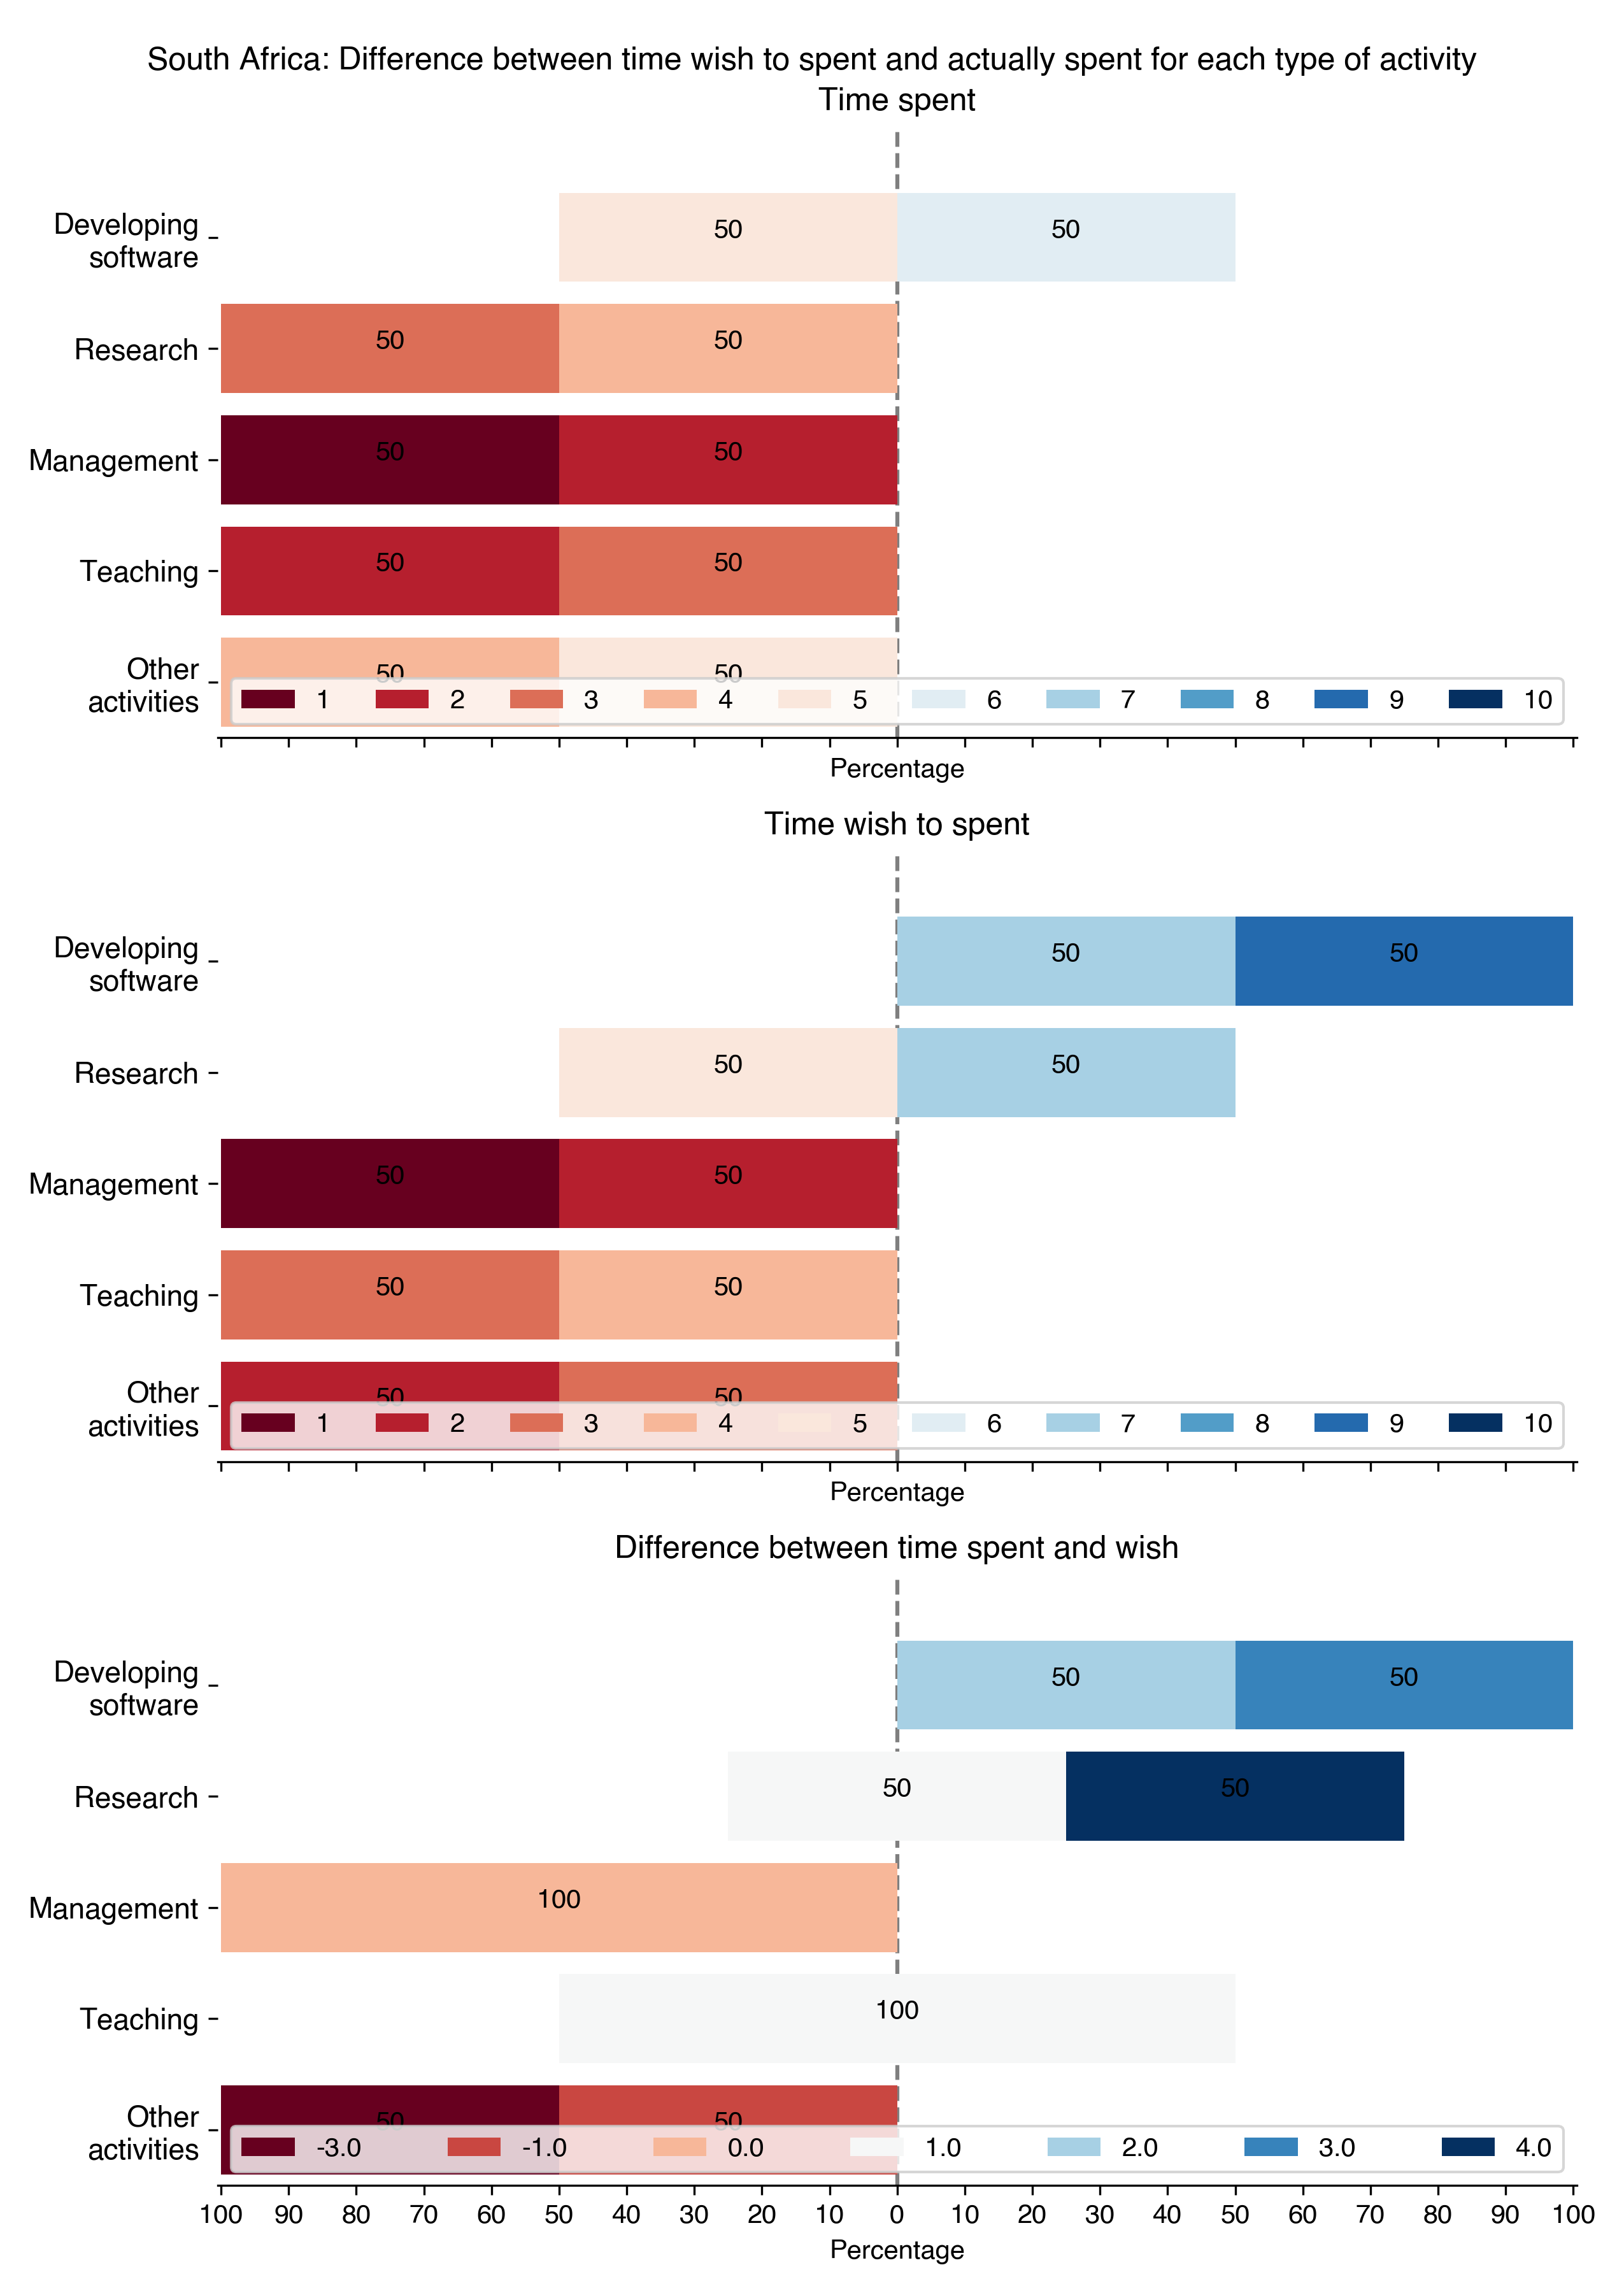 South Africa: Difference between time wish to spent and actually spent for each type of activity
Time spent
Developing
software
50 50
Research
50 50
Management
50 50
Teaching
50 50
Other
activities
50 50
1 2 3 4 5 6 7 8 9 10
Percentage
Time wish to spent
Developing
software
50 50
Research
50 50
Management
50 50
Teaching
50 50
Other
activities
50 50
1 2 3 4 5 6 7 8 9 10
Percentage
Difference between time spent and wish
Developing
software
50 50
Research
50 50
Management
100
Teaching
100
Other
activities
50 50
-3.0 -1.0 0.0 1.0 2.0 3.0 4.0
100 90 80 70 60 50 40 30 20 10 0 10 20 30 40 50 60 70 80 90 100
Percentage